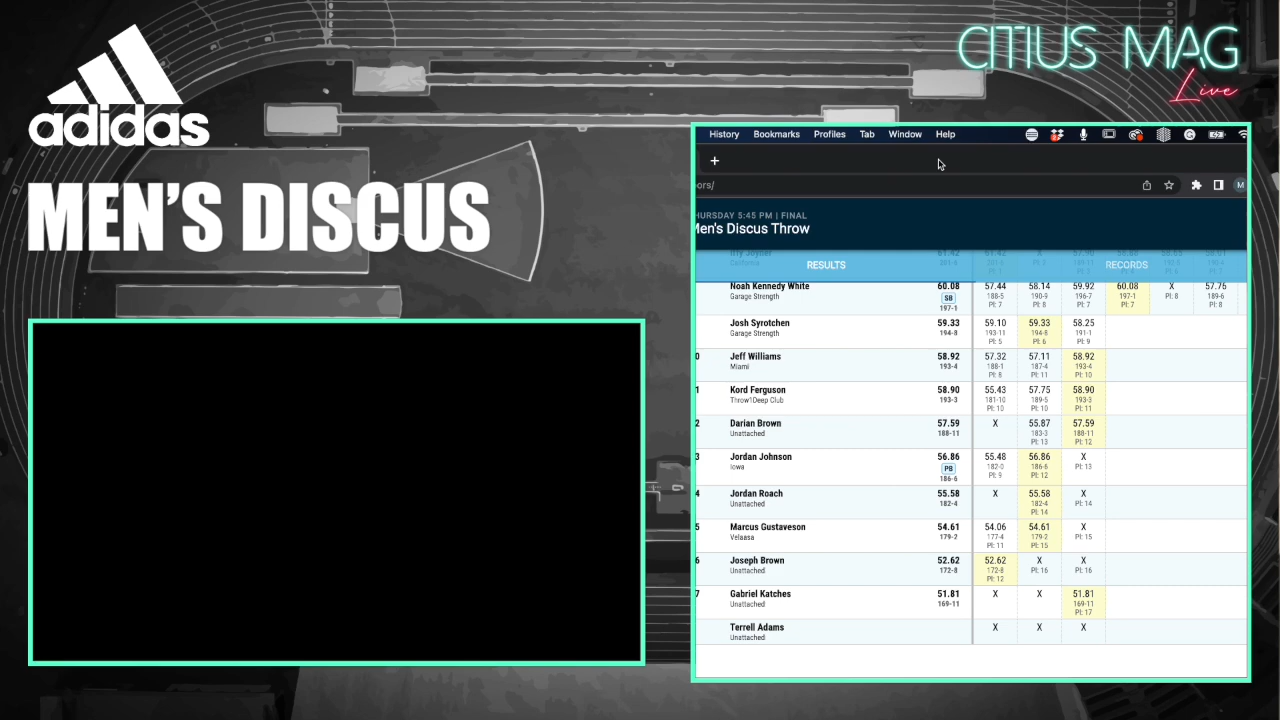 adidas
MEN'S DISCUS
CITIUS MAG
Live
History Bookmarks Profiles Tab Window Help
+
ors/
M
HURSDAY 5:45 PM | FINAL
Men's Discus Throw
RESULTS RECORDS
Noah Kennedy White 60.08 57.44 58.14 59.92 60.08 X 57.76
Garage Strength SB 188-5 190-9 196-7 197-1 Pl: 8 189-6
197-1 Pl: 7 Pl: 8 Pl: 7 Pl: 7 Pl: 8
Josh Syrotchen 59.33 59.10 59.33 58.25
Garage Strength 194-8 193-11 194-8 191-1
Pl: 5 Pl: 6 Pl: 9
0 Jeff Williams 58.92 57.32 57.11 58.92
Miami 193-4 188-1 187-4 193-4
Pl: 8 Pl: 11 Pl: 10
1 Kord Ferguson 58.90 55.43 57.75 58.90
Throw1Deep Club 193-3 181-10 189-5 193-3
Pl: 10 Pl: 10 Pl: 11
2 Darian Brown 57.59 X 55.87 57.59
Unattached 188-11 183-3 188-11
Pl: 13 Pl: 12
3 Jordan Johnson 56.86 55.48 56.86 X
Iowa PB 182-0 186-6 Pl: 13
186-6 Pl: 9 Pl: 12
4 Jordan Roach 55.58 X 55.58 X
Unattached 182-4 182-4 Pl: 14
Pl: 14
5 Marcus Gustaveson 54.61 54.06 54.61 X
Velaasa 179-2 177-4 179-2 Pl: 15
Pl: 11 Pl: 15
6 Joseph Brown 52.62 52.62 X X
Unattached 172-8 172-8 Pl: 16 Pl: 16
Pl: 12
7 Gabriel Katches 51.81 X X 51.81
Unattached 169-11 169-11
Pl: 17
Terrell Adams X X X
Unattached